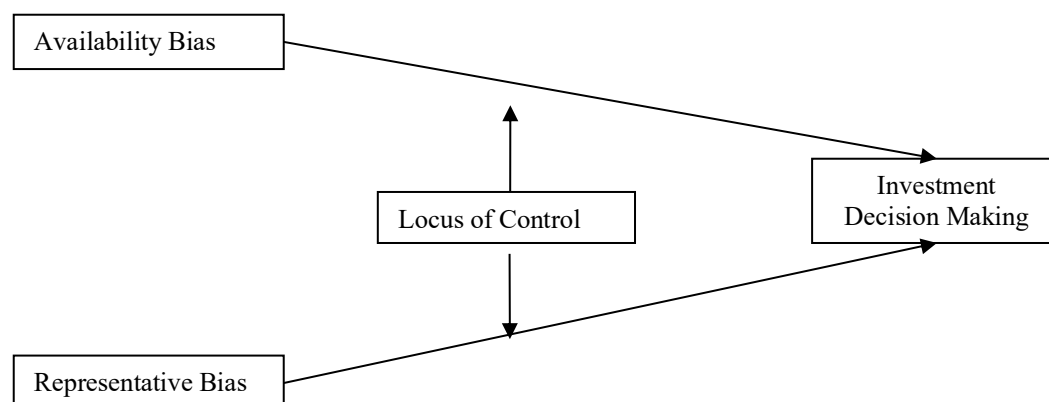 Availability Bias
Investment
Decision Making
Locus of Control
Representative Bias